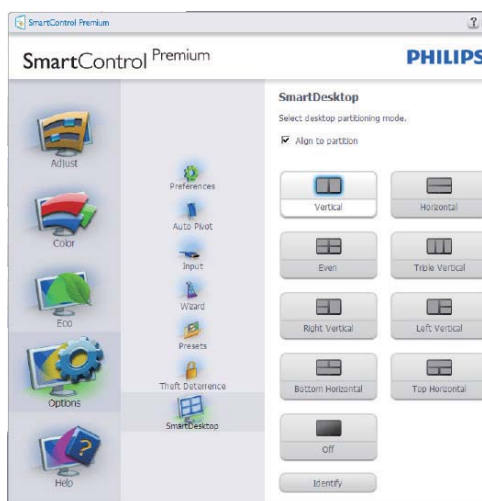 SmartControl Premium
?
SmartControl Premium
PHILIPS
Adjust
Color
Eco
Options
Help
Preferences
Auto Pivot
Input
Wizard
Presets
Theft Deterrence
SmartDesktop
SmartDesktop
Select desktop partitioning mode.
Align to partition
Vertical
Horizontal
Even
Triple Vertical
Right Vertical
Left Vertical
Bottom Horizontal
Top Horizontal
Off
Identify